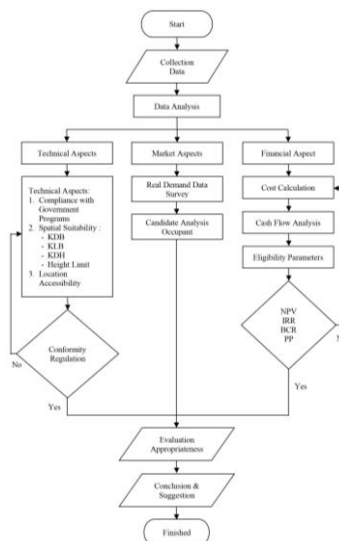 Start
Collection
Data
Data Analysis
Technical Aspects
Market Aspects
Financial Aspect
Technical Aspects:
1. Compliance with
Government
Programs
2. Spatial Suitability :
- KDB
- KLB
- KDH
- Height Limit
3. Location
Accessibility
Real Demand Data
Survey
Candidate Analysis
Occupant
Cost Calculation
Cash Flow Analysis
Eligibility Parameters
Conformity
Regulation
No
Yes
NPV
IRR
BCR
PP
Yes
Evaluation
Appropriateness
Conclusion &
Suggestion
Finished